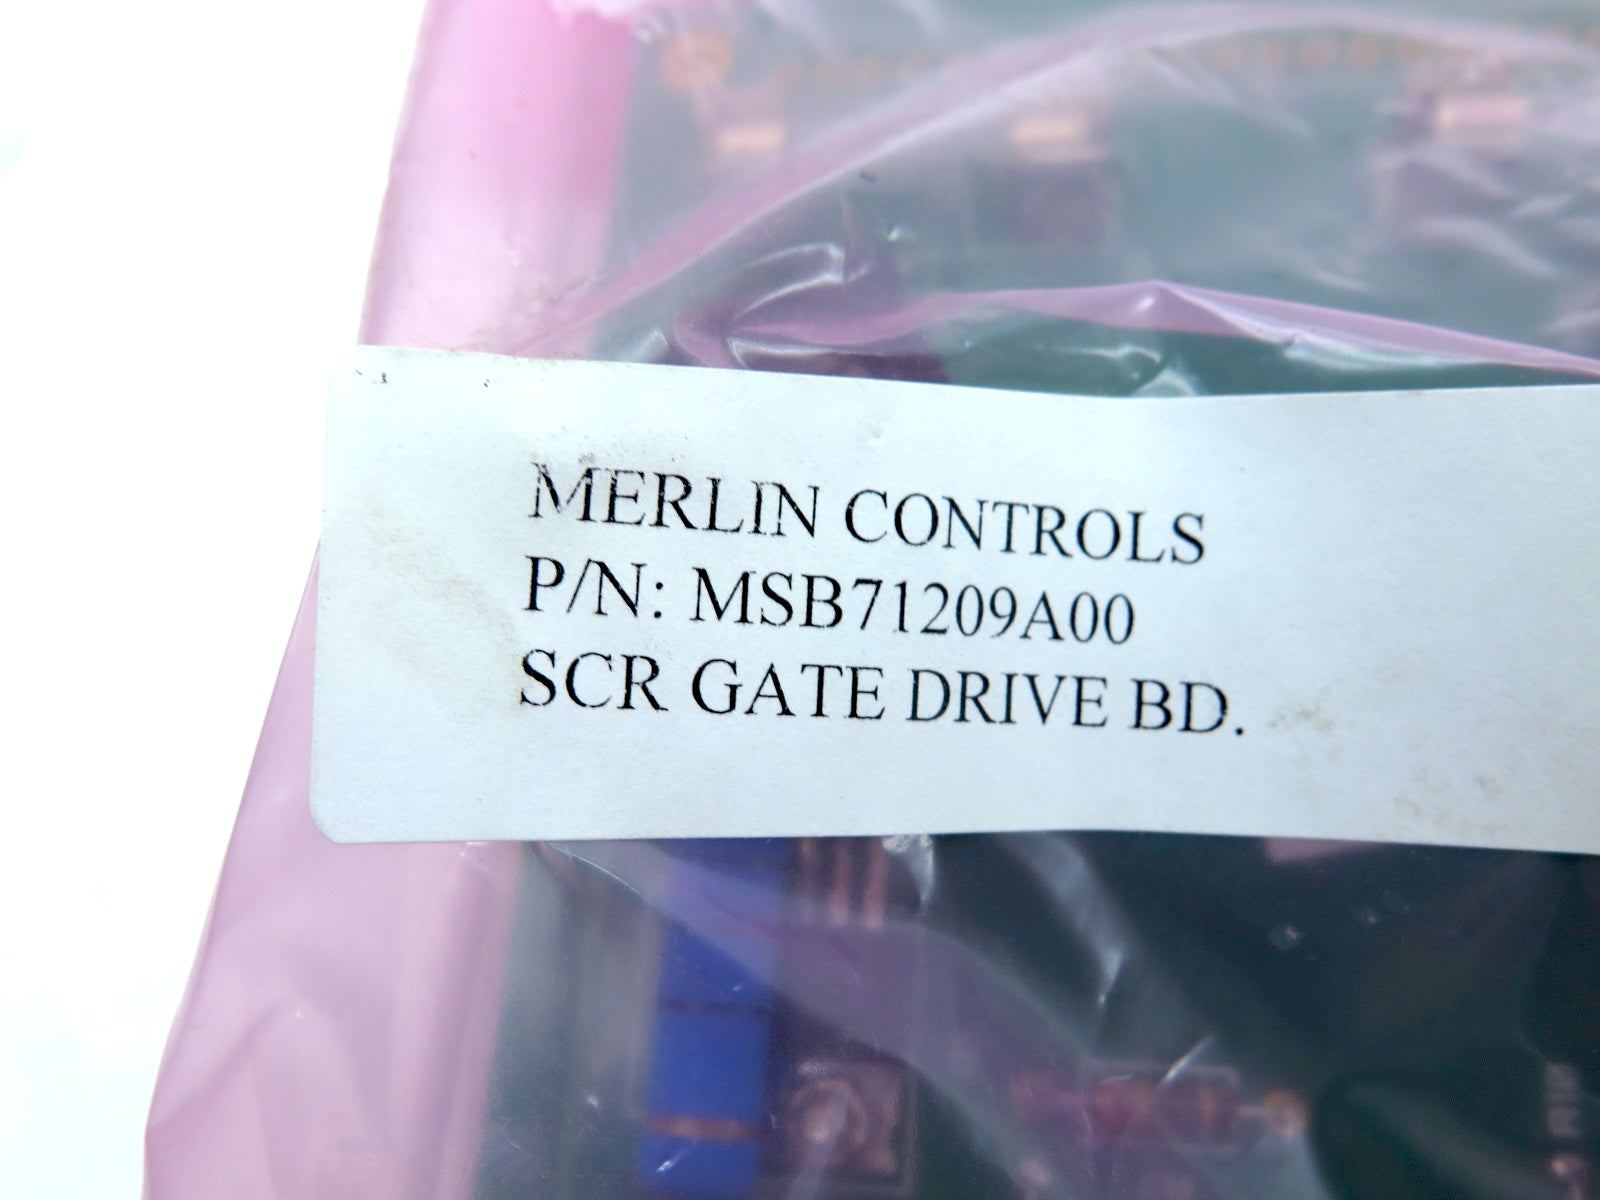 MERLIN CONTROLS
P/N: MSB71209A00
SCR GATE DRIVE BD.